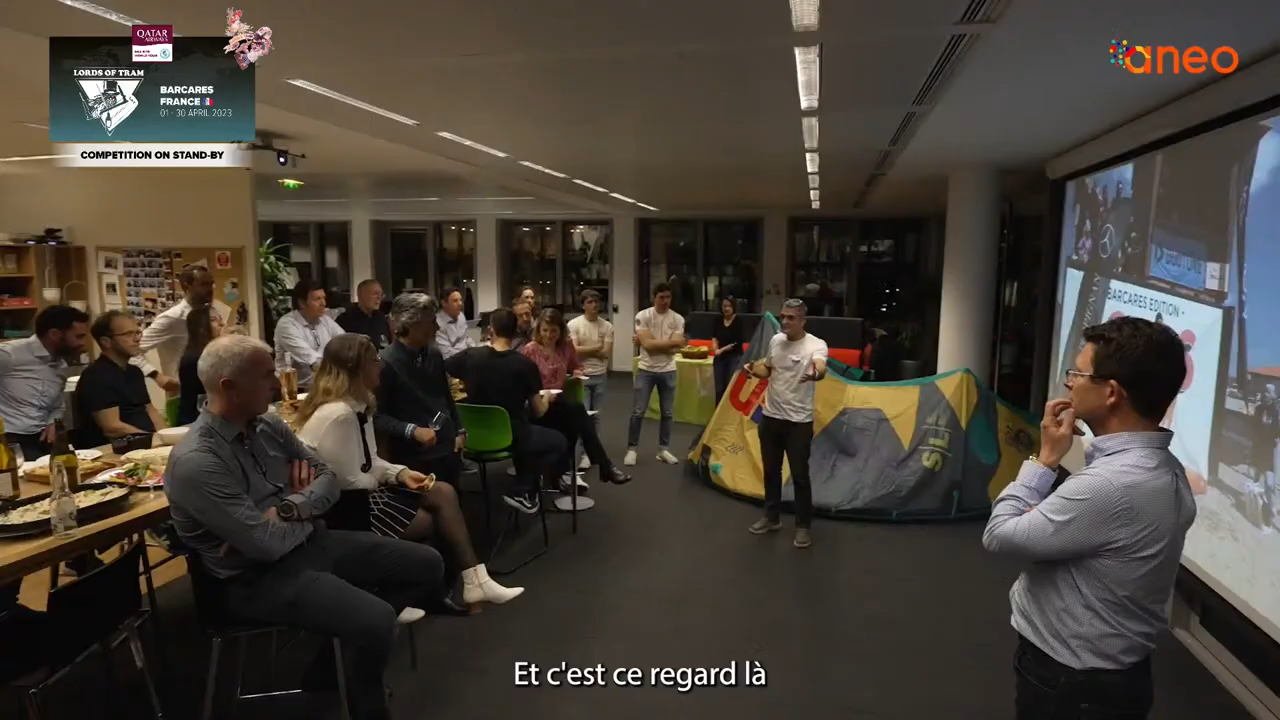 QATAR
AIRWAYS
LORDS OF TRAM
BARCARES
FRANCE
01 - 30 APRIL 2023
COMPETITION ON STAND-BY
aneo
BARCARES EDITION -
Et c'est ce regard là